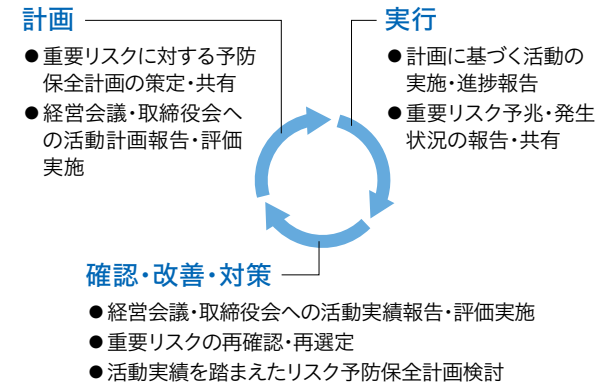 計画
●重要リスクに対する予防
保全計画の策定・共有
●経営会議・取締役会へ
の活動計画報告・評価
実施
実行
●計画に基づく活動の
実施・進捗報告
●重要リスク予兆・発生
状況の報告・共有
確認・改善・対策
●経営会議・取締役会への活動実績報告・評価実施
●重要リスクの再確認・再選定
●活動実績を踏まえたリスク予防保全計画検討